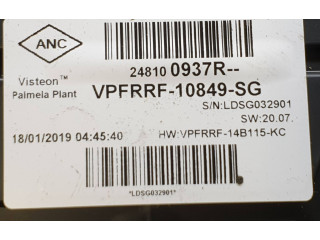 ANC
24810 0937R--
Visteon™
Palmela Plant
VPFRRF-10849-SG
S/N:LDSG032901
SW:20.07.
18/01/2019 04:45:40
HW:VPFRRF-14B115-KC
*LDSG032901*